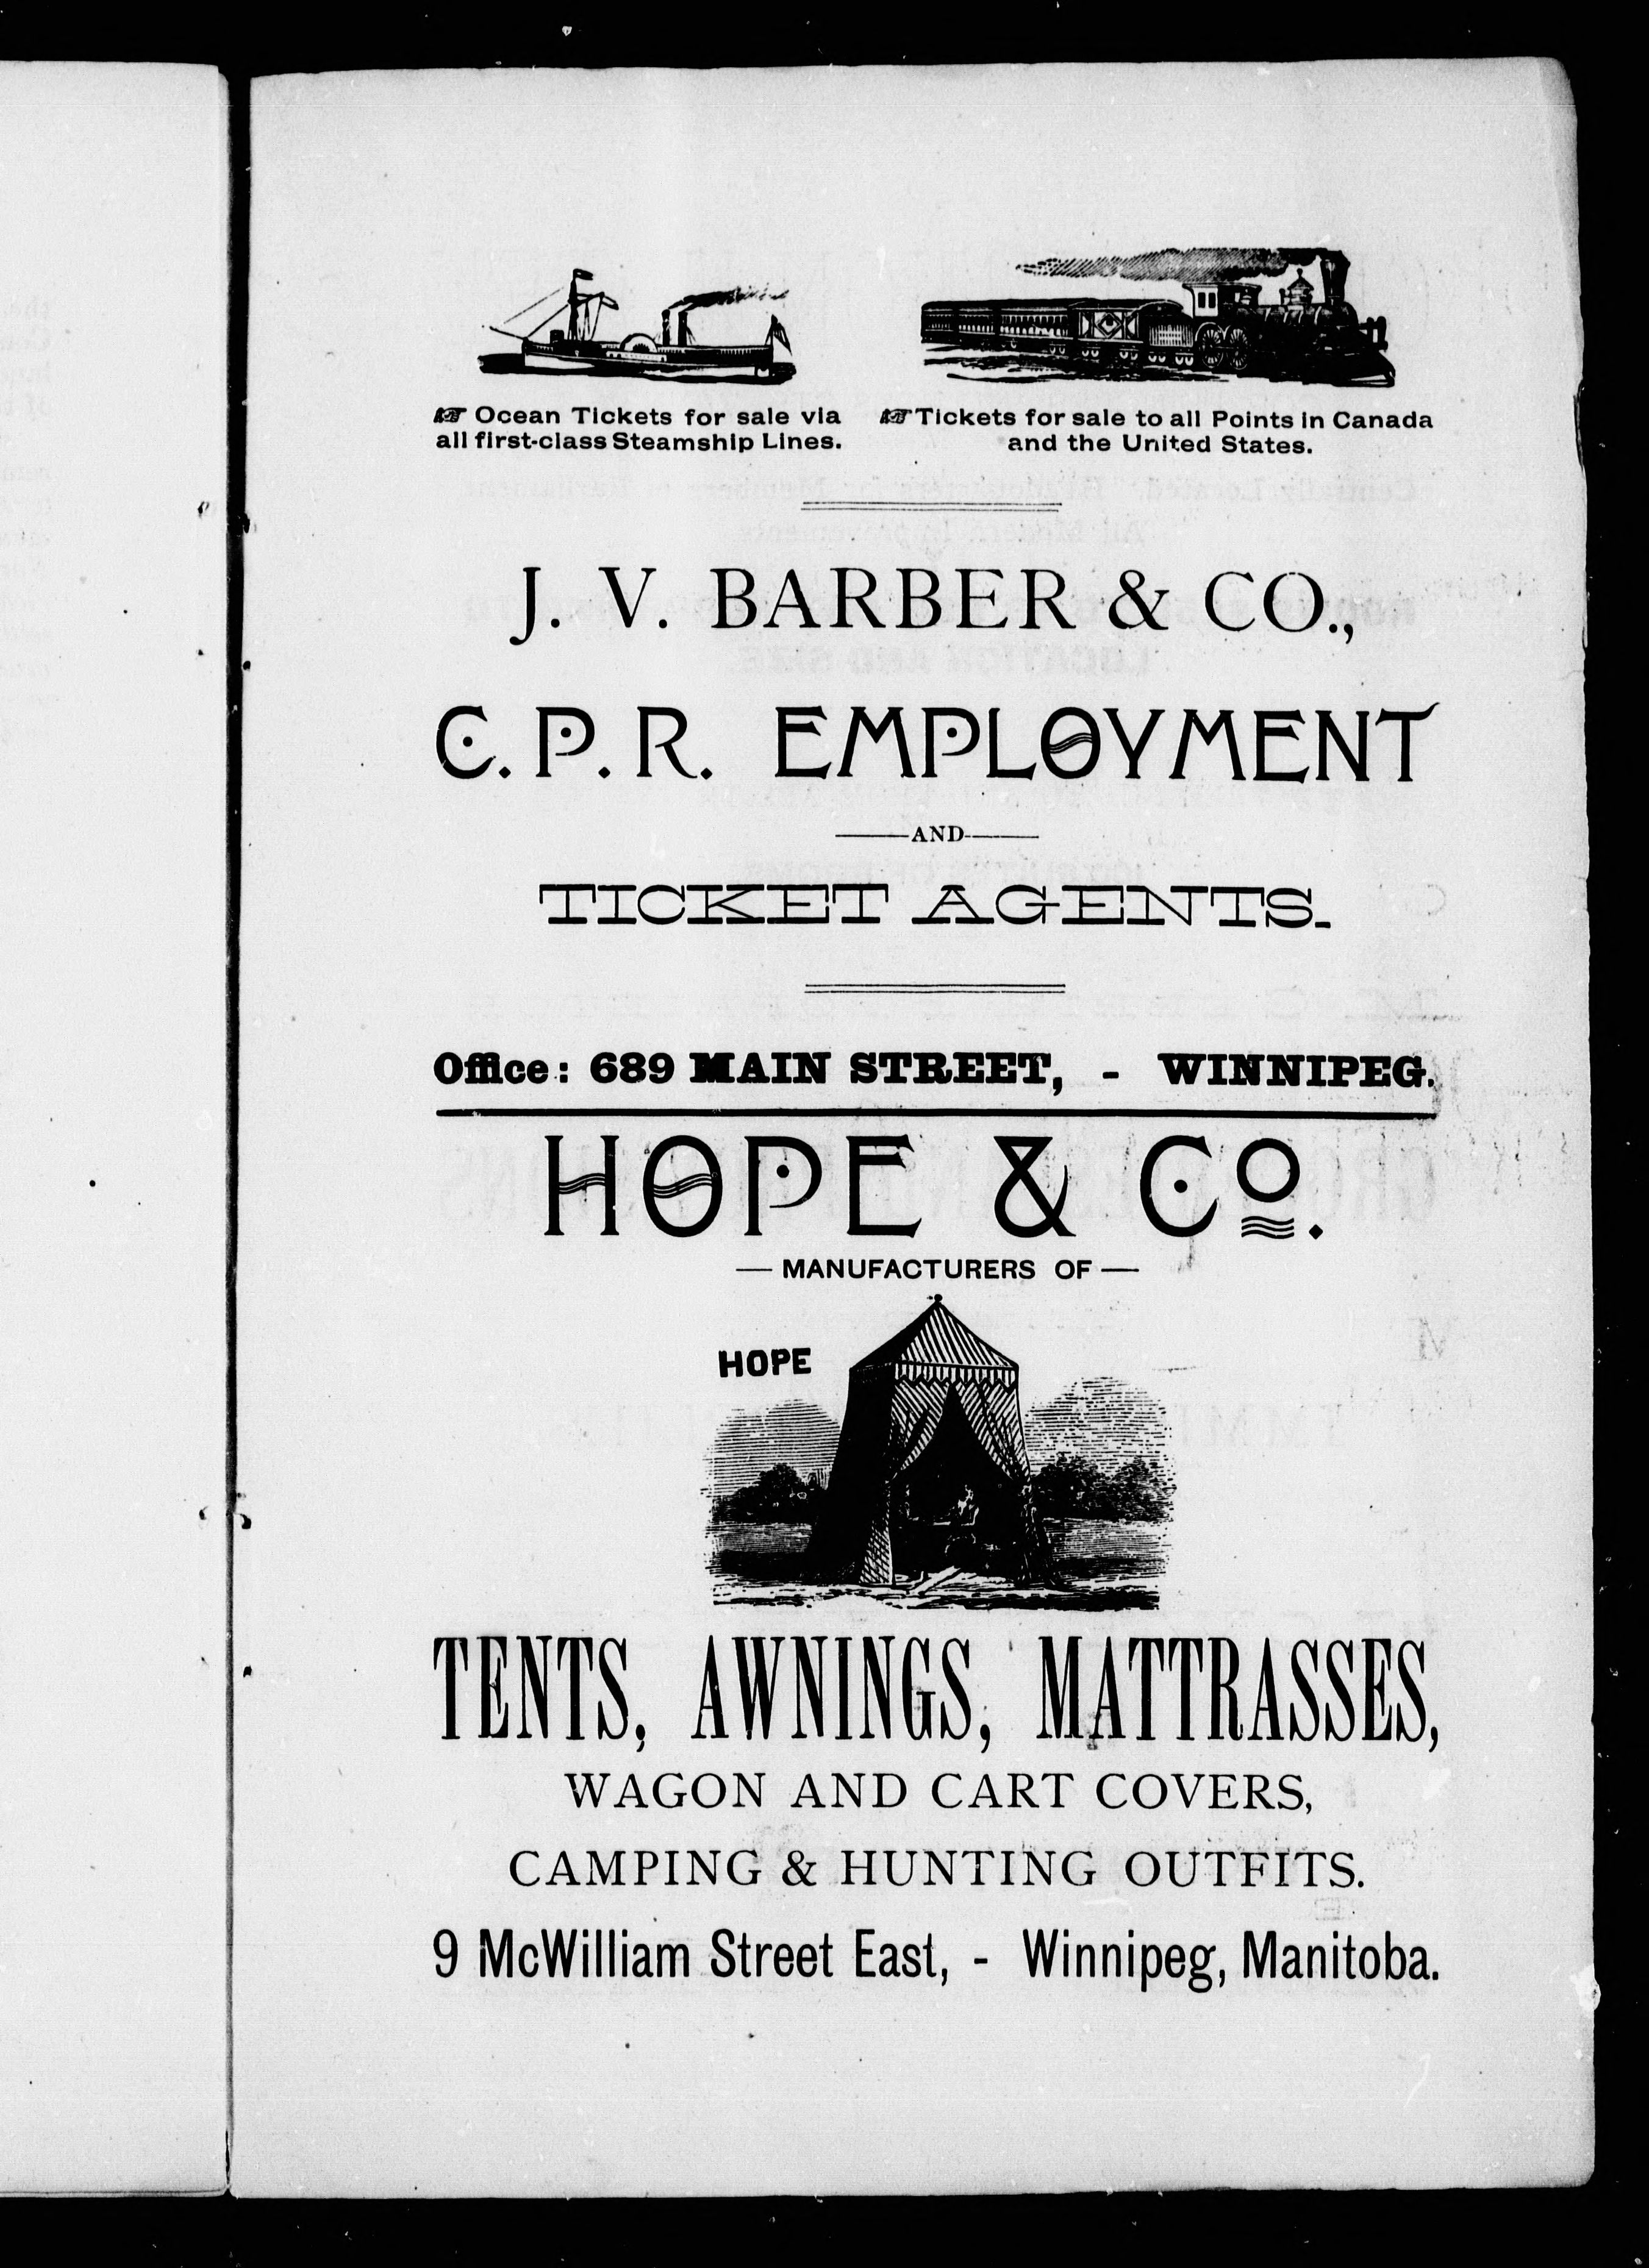 ☞ Ocean Tickets for sale via
all first-class Steamship Lines.
☞ Tickets for sale to all Points in Canada
and the United States.
J. V. BARBER & CO.,
C. P. R. EMPLOYMENT
—AND—
TICKET AGENTS.
Office: 689 MAIN STREET, - WINNIPEG.
HOPE & Co.
— MANUFACTURERS OF —
HOPE
TENTS, AWNINGS, MATTRASSES,
WAGON AND CART COVERS,
CAMPING & HUNTING OUTFITS.
9 McWilliam Street East, - Winnipeg, Manitoba.